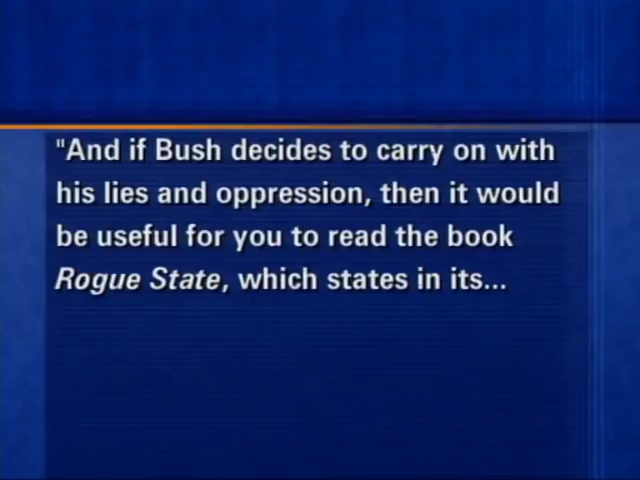 "And if Bush decides to carry on with
his lies and oppression, then it would
be useful for you to read the book
Rogue State, which states in its...